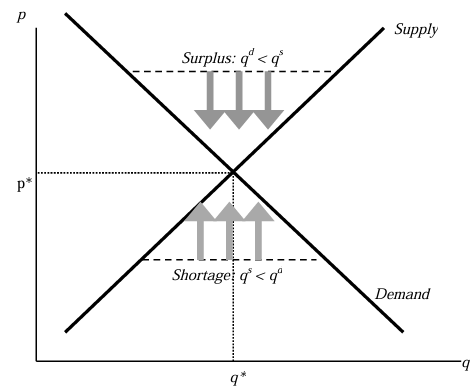 p
Supply
Surplus: q^d < q^s
p*
Shortage: q^s < q^a
Demand
q
q*